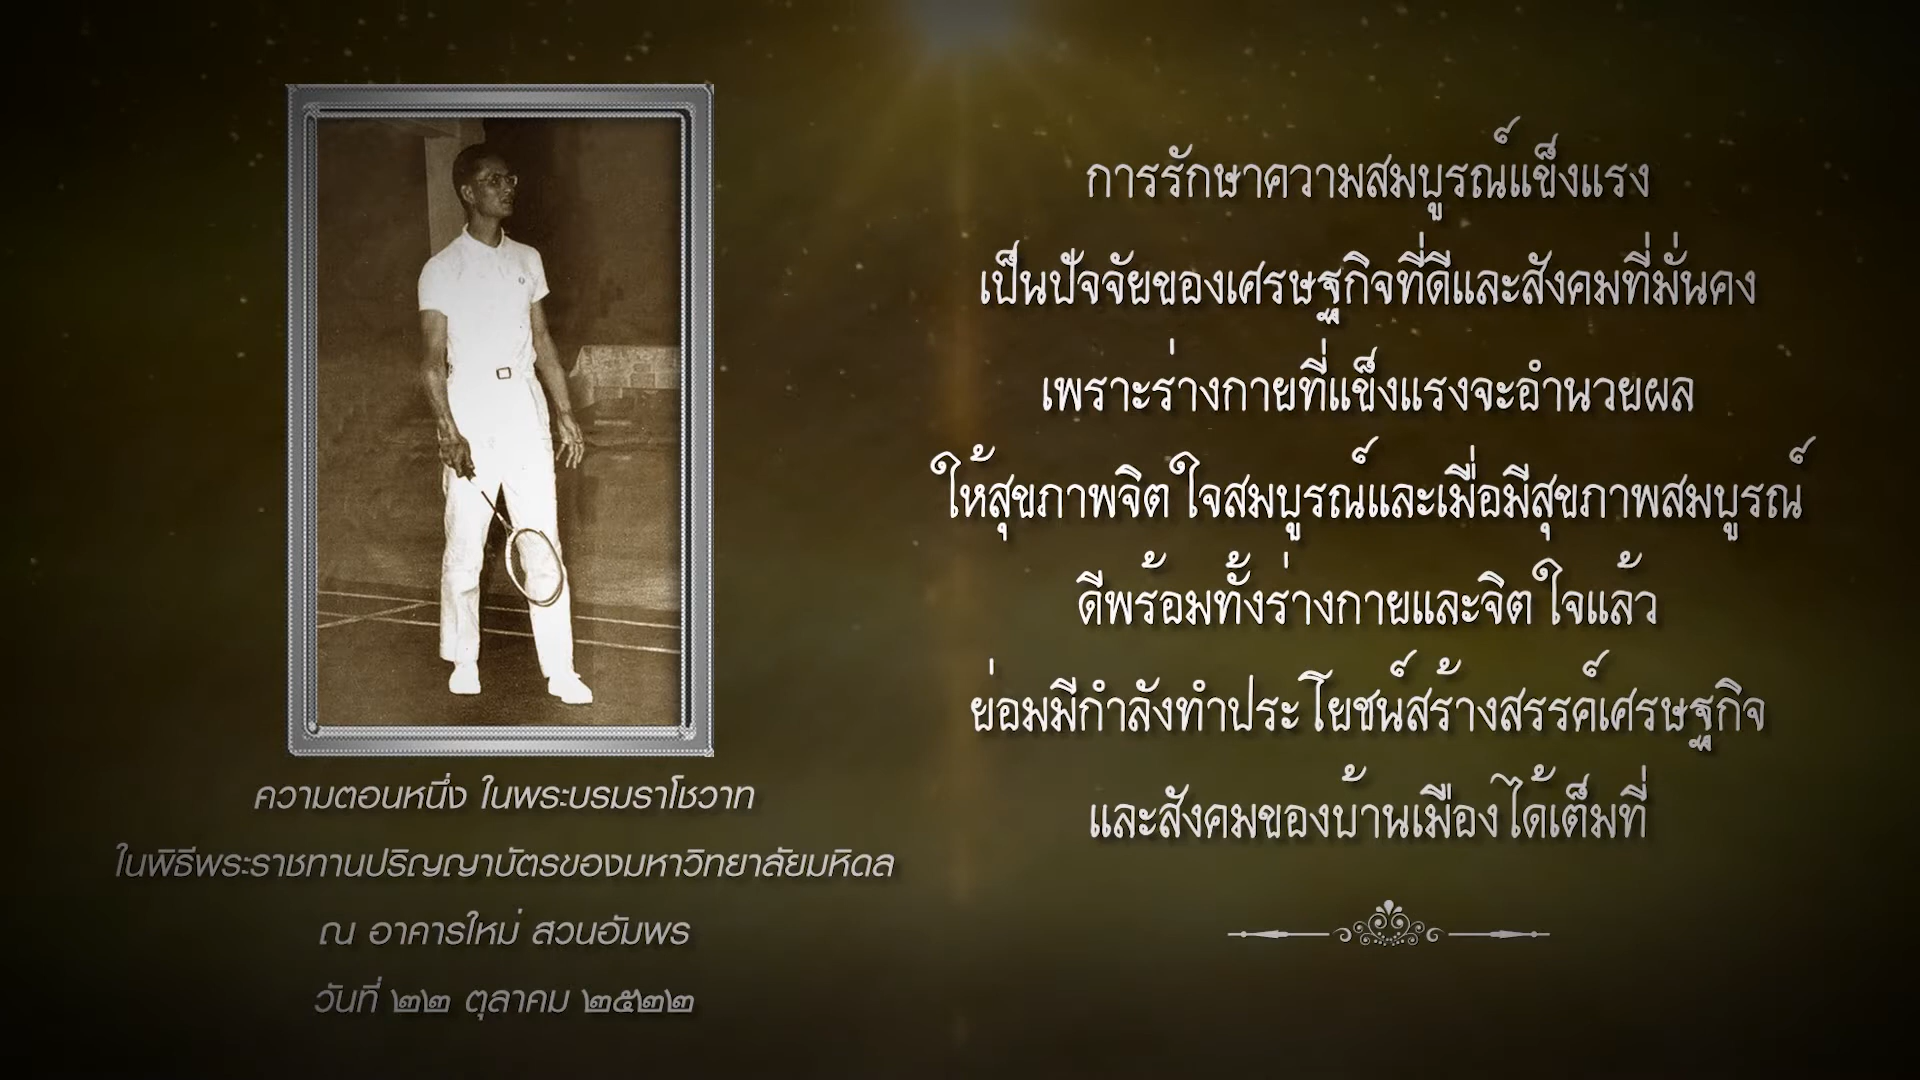 การรักษาความสมบูรณ์แข็งแรง
เป็นปัจจัยของเศรษฐกิจที่ดีและสังคมที่มั่นคง
เพราะร่างกายที่แข็งแรงจะอำนวยผล
ให้สุขภาพจิตใจสมบูรณ์และเมื่อมีสุขภาพสมบูรณ์
ดีพร้อมทั้งร่างกายและจิตใจแล้ว
ย่อมมีกำลังทำประโยชน์สร้างสรรค์เศรษฐกิจ
และสังคมของบ้านเมืองได้เต็มที่
ความตอนหนึ่ง ในพระบรมราโชวาท
ในพิธีพระราชทานปริญญาบัตรของมหาวิทยาลัยมหิดล
ณ อาคารใหม่ สวนอัมพร
วันที่ ๒๒ ตุลาคม ๒๕๒๒